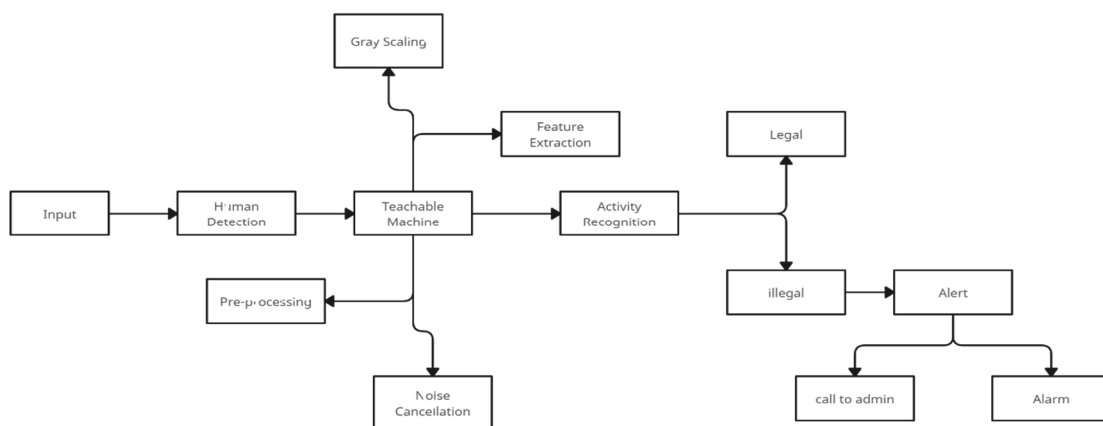 Gray Scaling
Feature
Extraction
Legal
Input
Human
Detection
Teachable
Machine
Activity
Recognition
Pre-processing
illegal
Alert
Noise
Cancellation
call to admin
Alarm